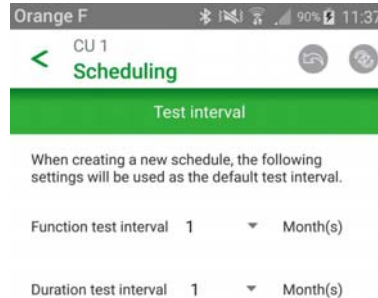 Orange F 90% 11:37
CU 1
Scheduling
Test interval
When creating a new schedule, the following
settings will be used as the default test interval.
Function test interval 1 Month(s)
Duration test interval 1 Month(s)